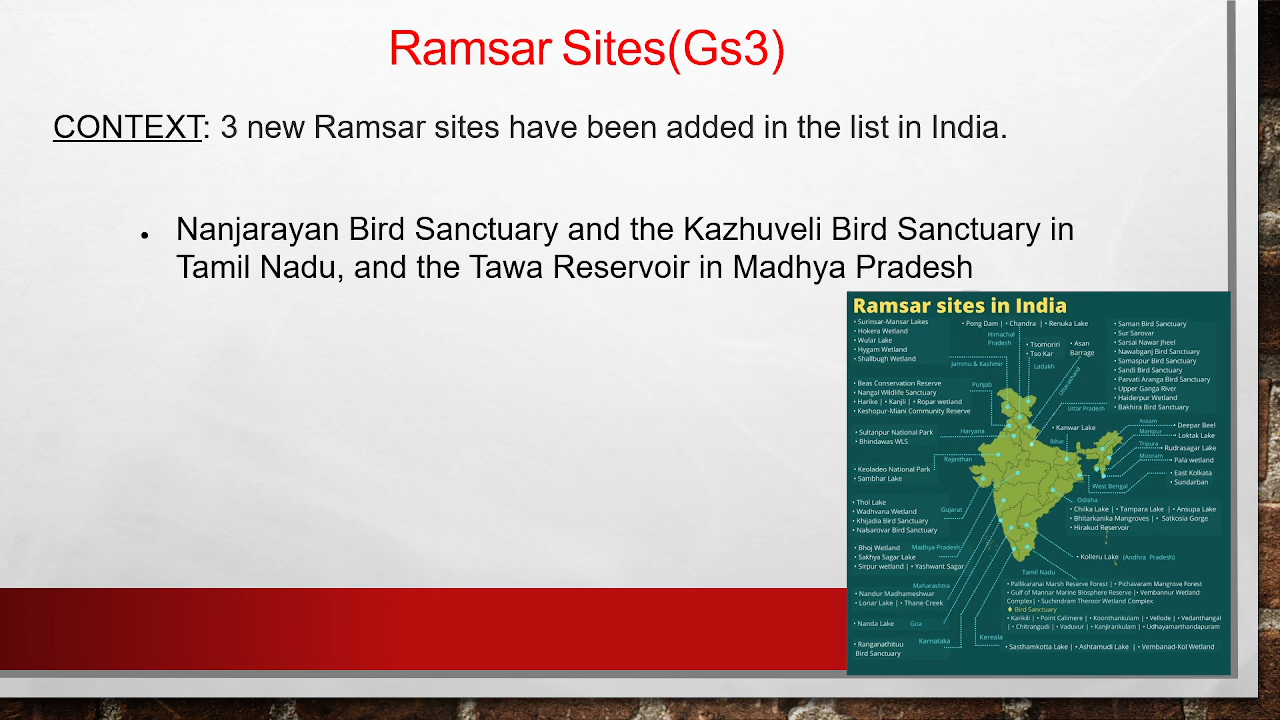 Ramsar Sites(Gs3)
CONTEXT: 3 new Ramsar sites have been added in the list in India.
• Nanjarayan Bird Sanctuary and the Kazhuveli Bird Sanctuary in
Tamil Nadu, and the Tawa Reservoir in Madhya Pradesh
Ramsar sites in India
• Surinsar-Mansar Lakes
• Hokera Wetland
• Wular Lake
• Hygam Wetland
• Shallbugh Wetland
Jammu & Kashmir
• Pong Dam | • Chandra | • Renuka Lake
Himachal
Pradesh
• Tsomoriri
• Tso Kar
Ladakh
• Asan
Barrage
Uttarakhand
• Saman Bird Sanctuary
• Sur Sarovar
• Sarsai Nawar Jheel
• Nawabganj Bird Sanctuary
• Samaspur Bird Sanctuary
• Sandi Bird Sanctuary
• Parvati Aranga Bird Sanctuary
• Upper Ganga River
• Haiderpur Wetland
• Bakhira Bird Sanctuary
Uttar Pradesh
• Beas Conservation Reserve
• Nangal Wildlife Sanctuary
• Harike | • Kanjli | • Ropar wetland
• Keshopur-Miani Community Reserve
Punjab
• Sultanpur National Park
• Bhindawas WLS
Haryana
• Kanwar Lake
Bihar
Assam
• Deepar Beel
Manipur
• Loktak Lake
Tripura
• Rudrasagar Lake
Mizoram
• Pala wetland
• East Kolkata
• Sundarban
West Bengal
Rajasthan
• Keoladeo National Park
• Sambhar Lake
• Thol Lake
• Wadhvana Wetland
• Khijadia Bird Sanctuary
• Nalsarovar Bird Sanctuary
Gujarat
Odisha
• Chilka Lake | • Tampara Lake | • Ansupa Lake
• Bhitarkanika Mangroves | • Satkosia Gorge
• Hirakud Reservoir
• Bhoj Wetland
• Sakhya Sagar Lake
• Sirpur wetland | • Yashwant Sagar
Madhya Pradesh
• Kolleru Lake (Andhra Pradesh)
Maharashtra
• Nandur Madhameshwar
• Lonar Lake | • Thane Creek
Tamil Nadu
• Pallikaranai Marsh Reserve Forest | • Pichavaram Mangrove Forest
• Gulf of Mannar Marine Biosphere Reserve | • Vembannur Wetland
Complex | • Suchindram Theroor Wetland Complex
♦ Bird Sanctuary
• Karikili | • Point Calimere | • Koonthankulam | • Vellode | • Vedanthangal
| • Chitrangudi | • Vaduvur | • Kanjirankulam | • Udhayamarthandapuram
• Nanda Lake Goa
• Ranganathituu
Bird Sanctuary
Karnataka
Kereala
• Sasthamkotta Lake | • Ashtamudi Lake | • Vembanad-Kol Wetland